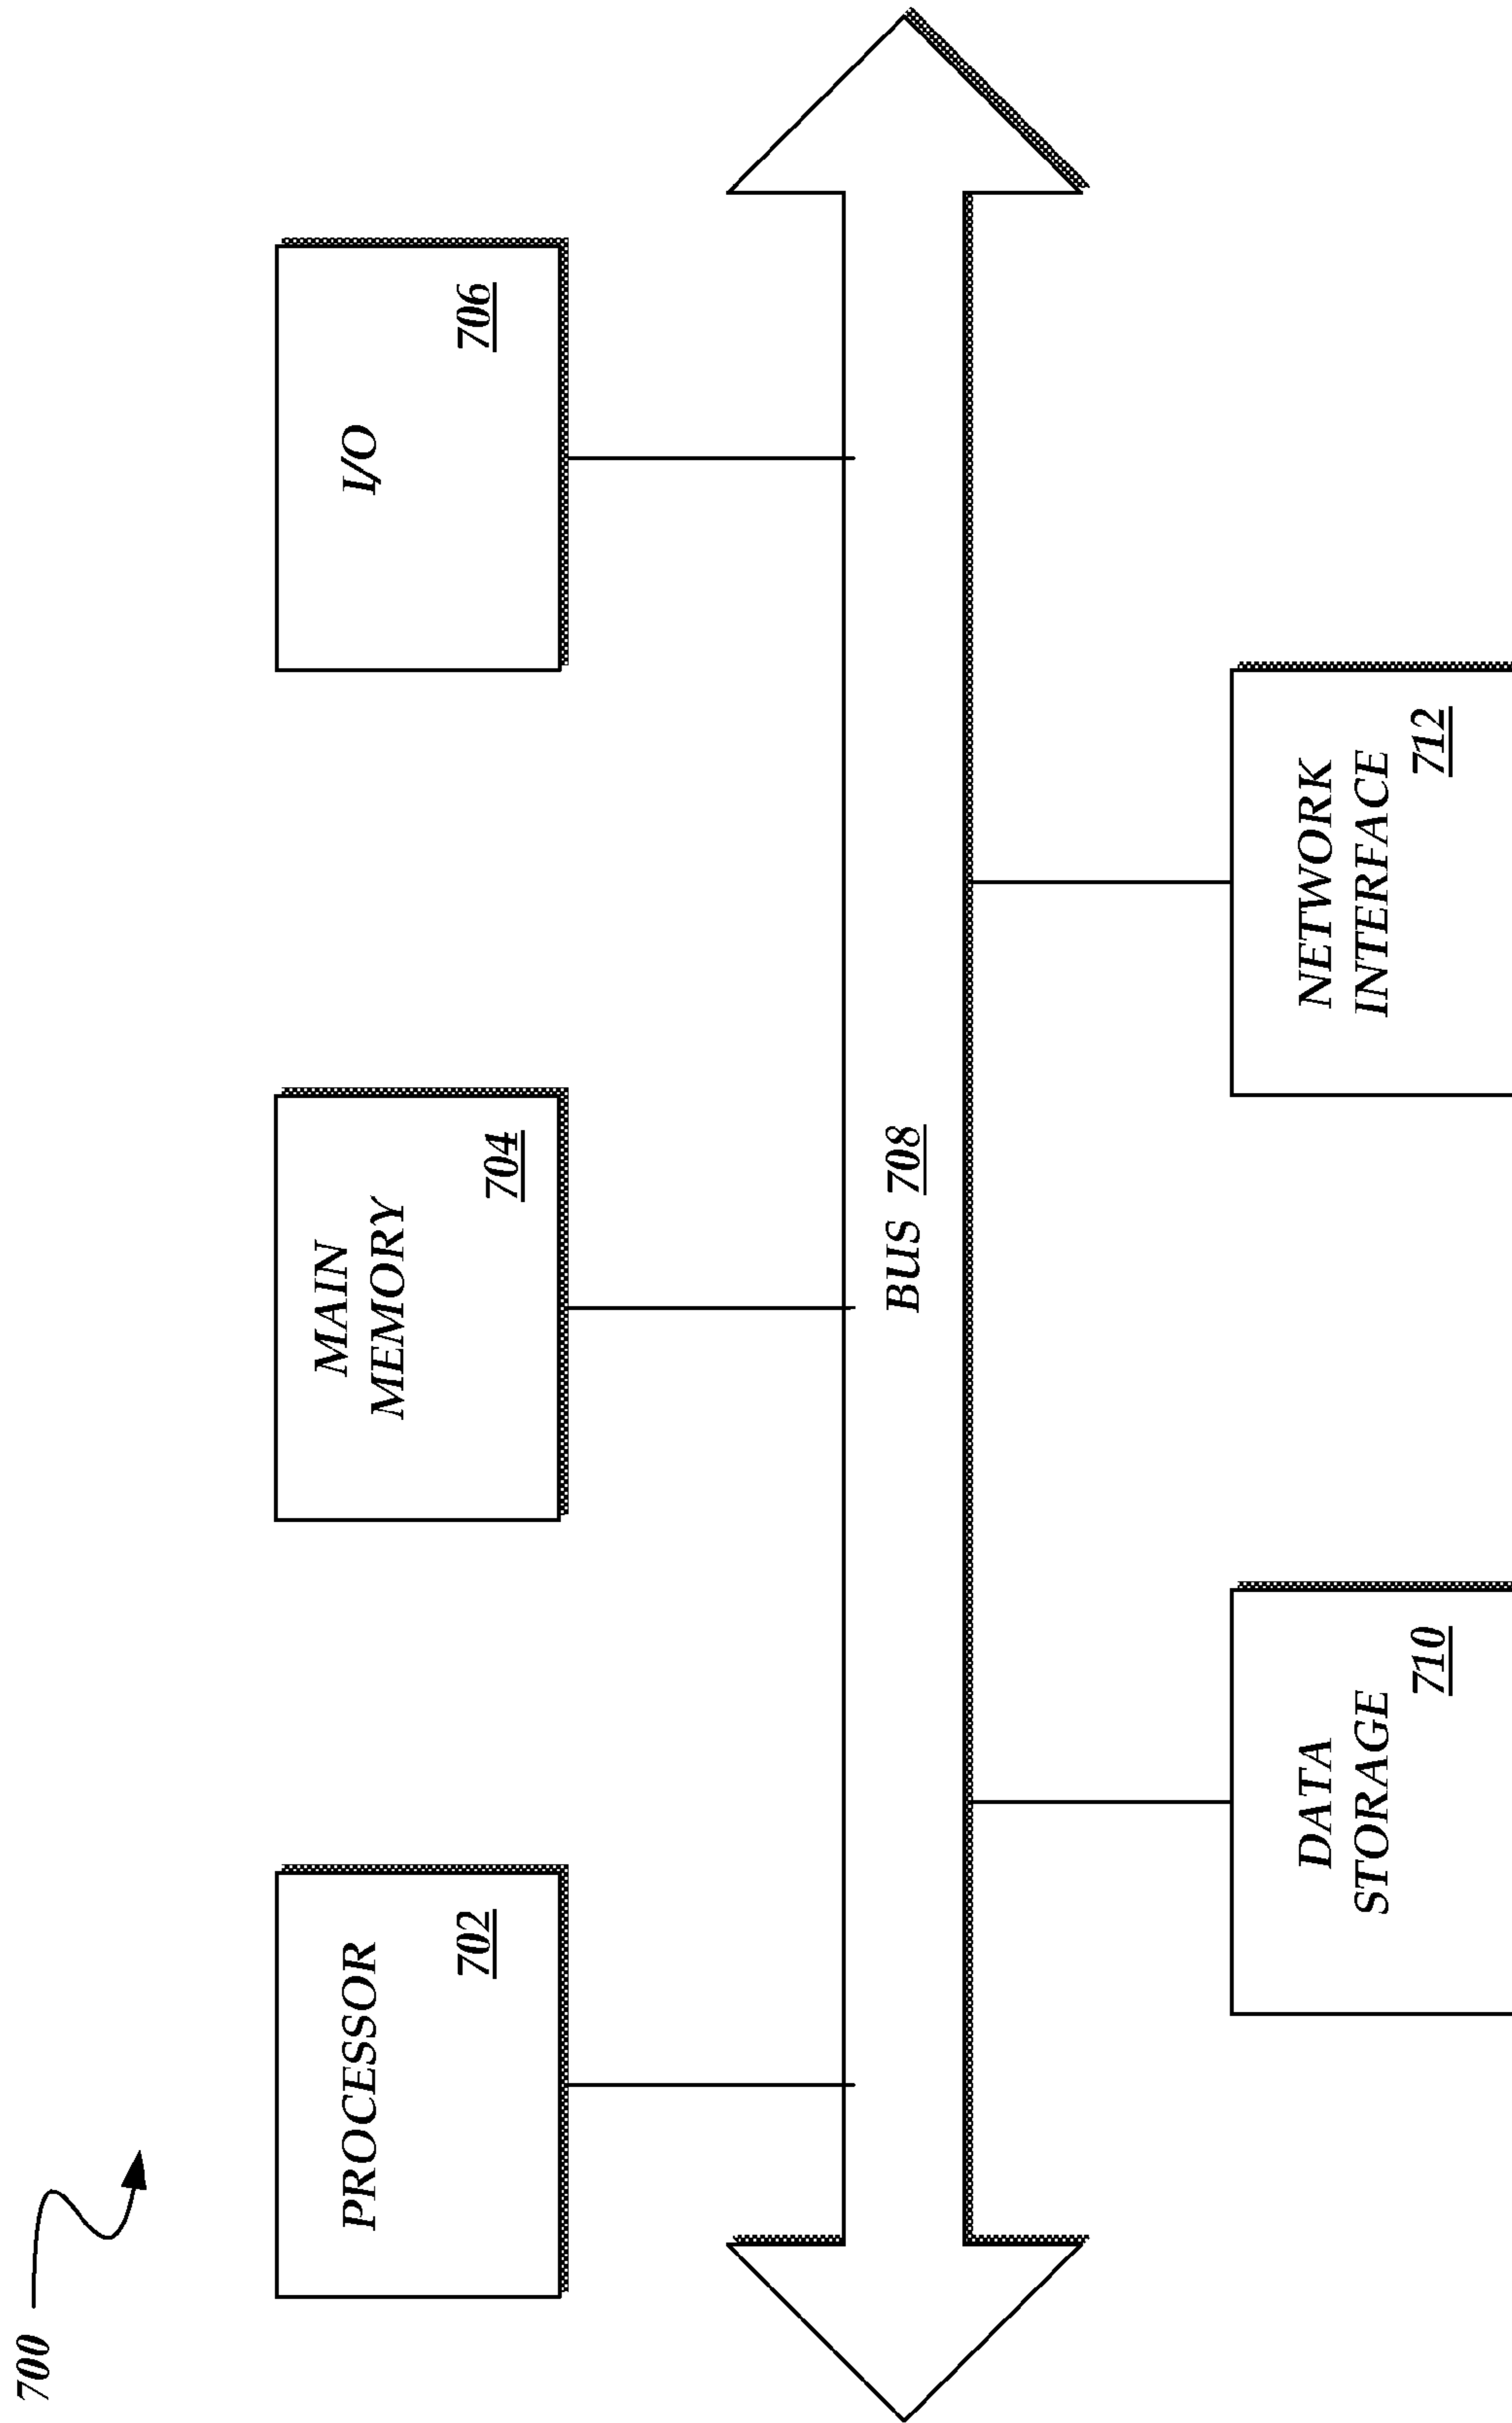 700
PROCESSOR
702
MAIN
MEMORY
704
I/O
706
BUS 708
DATA
STORAGE
710
NETWORK
INTERFACE
712